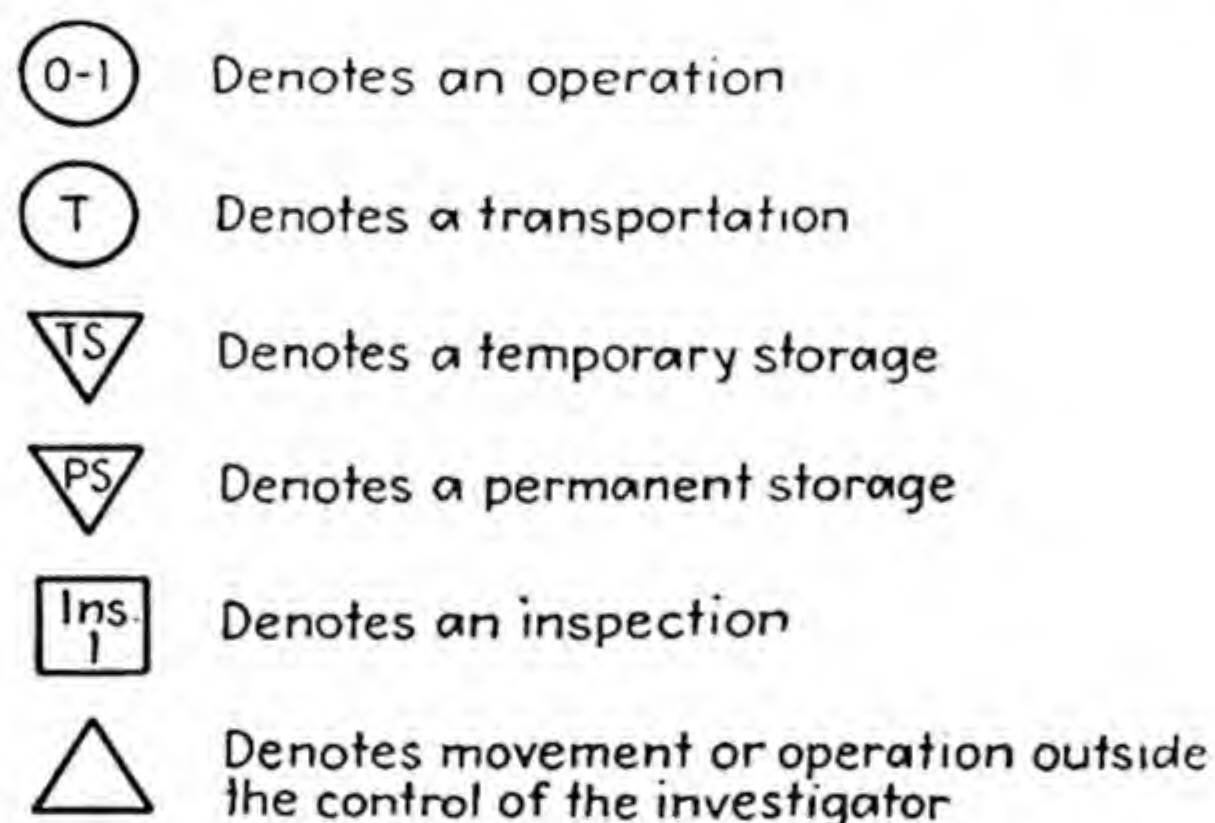 O-1 Denotes an operation
T Denotes a transportation
TS Denotes a temporary storage
PS Denotes a permanent storage
Ins. Denotes an inspection
1
Denotes movement or operation outside
the control of the investigator